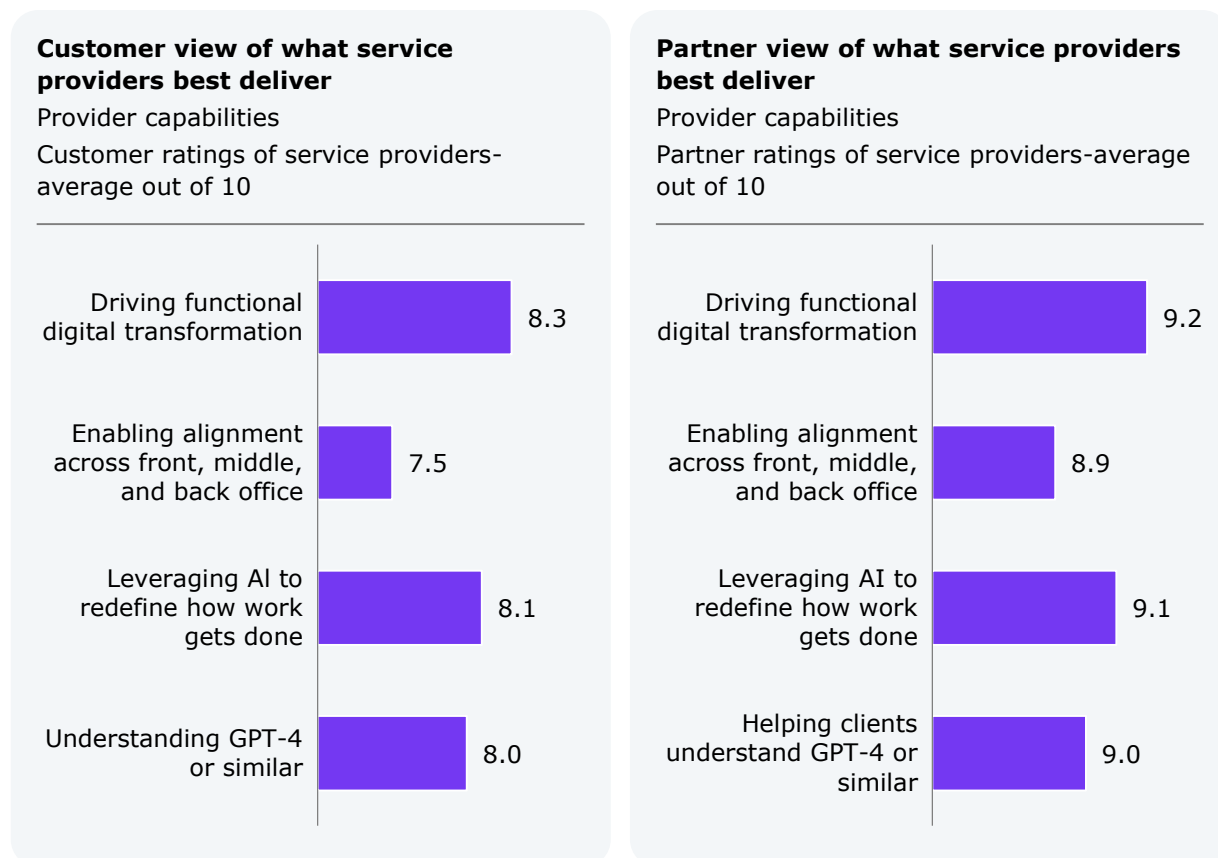 Customer view of what service
providers best deliver
Provider capabilities
Customer ratings of service providers-
average out of 10
Driving functional
digital transformation
8.3
Enabling alignment
across front, middle,
and back office
7.5
Leveraging Al to
redefine how work
gets done
8.1
Understanding GPT-4
or similar
8.0
Partner view of what service providers
best deliver
Provider capabilities
Partner ratings of service providers-average
out of 10
Driving functional
digital transformation
9.2
Enabling alignment
across front, middle,
and back office
8.9
Leveraging AI to
redefine how work
gets done
9.1
Helping clients
understand GPT-4 or
similar
9.0